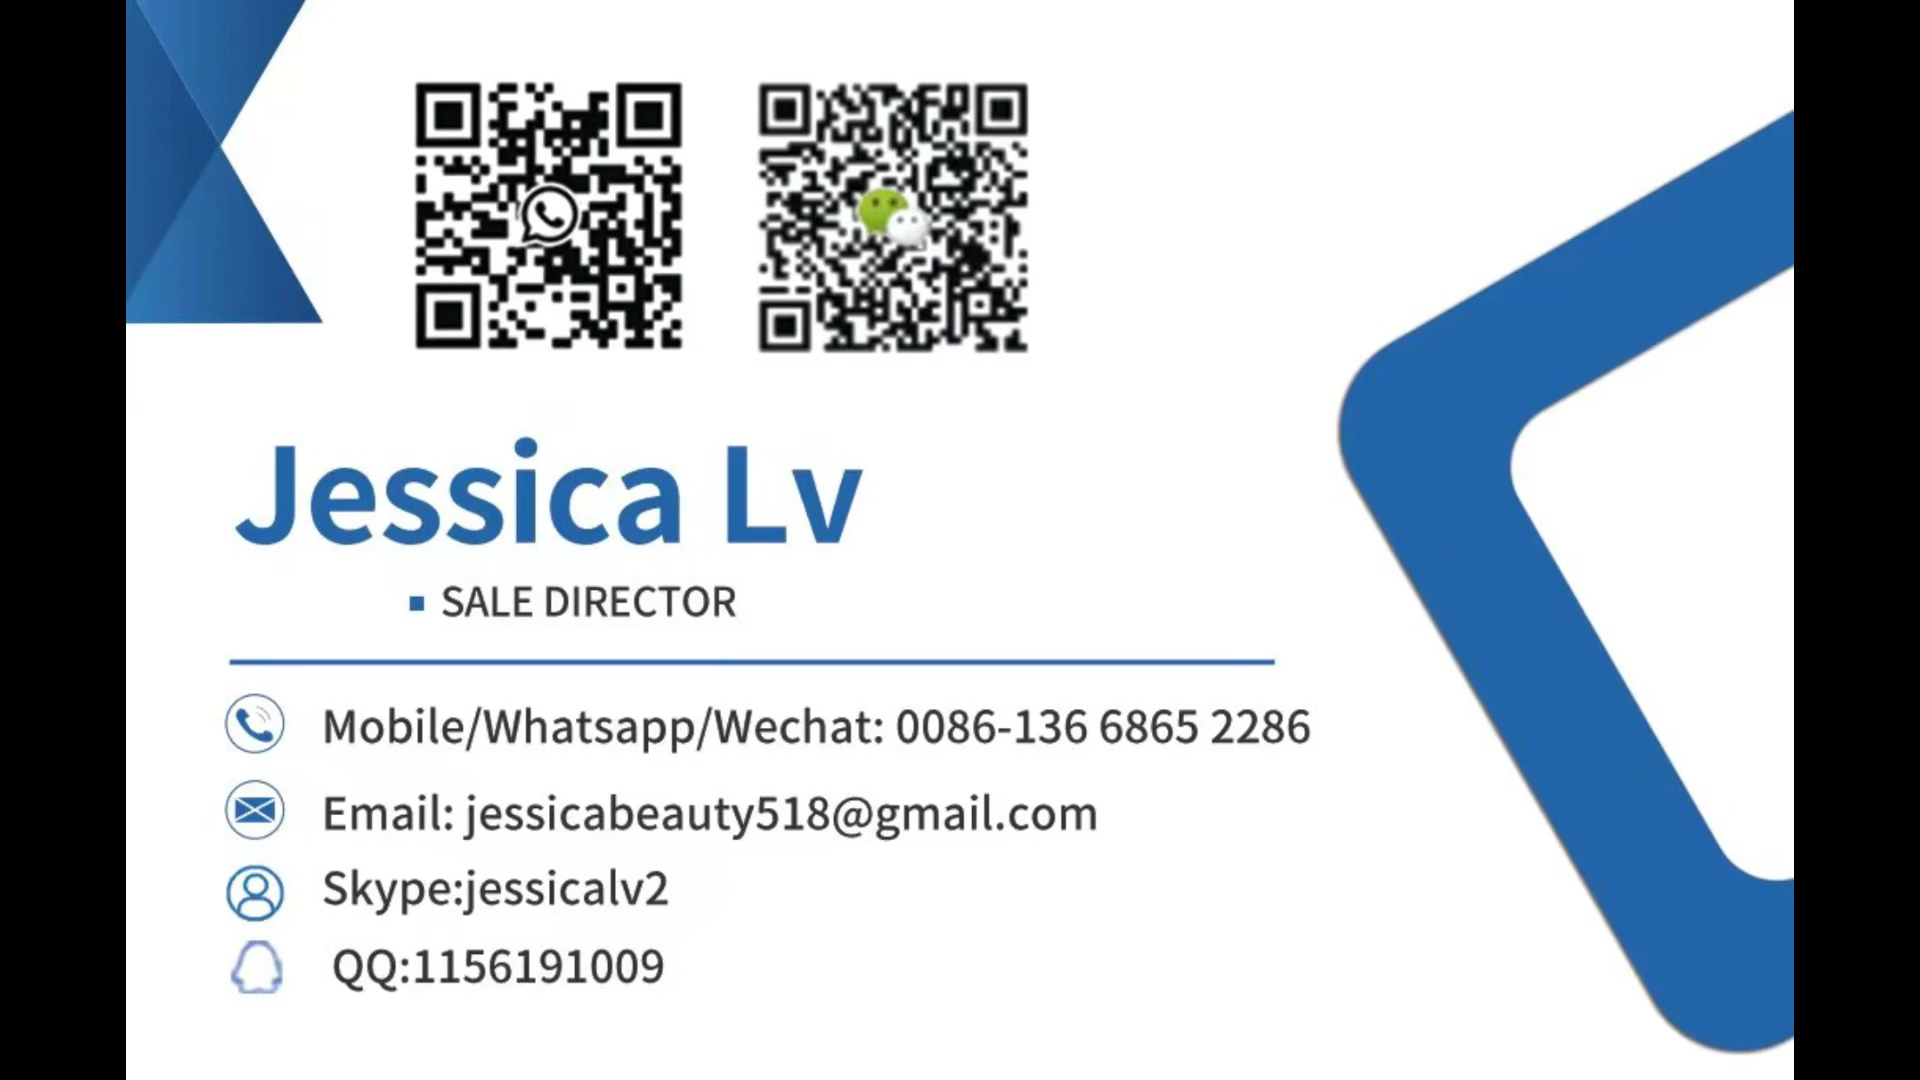 Jessica Lv
SALE DIRECTOR
Mobile/Whatsapp/Wechat: 0086-136 6865 2286
Email: jessicabeauty518@gmail.com
Skype:jessicalv2
QQ:1156191009